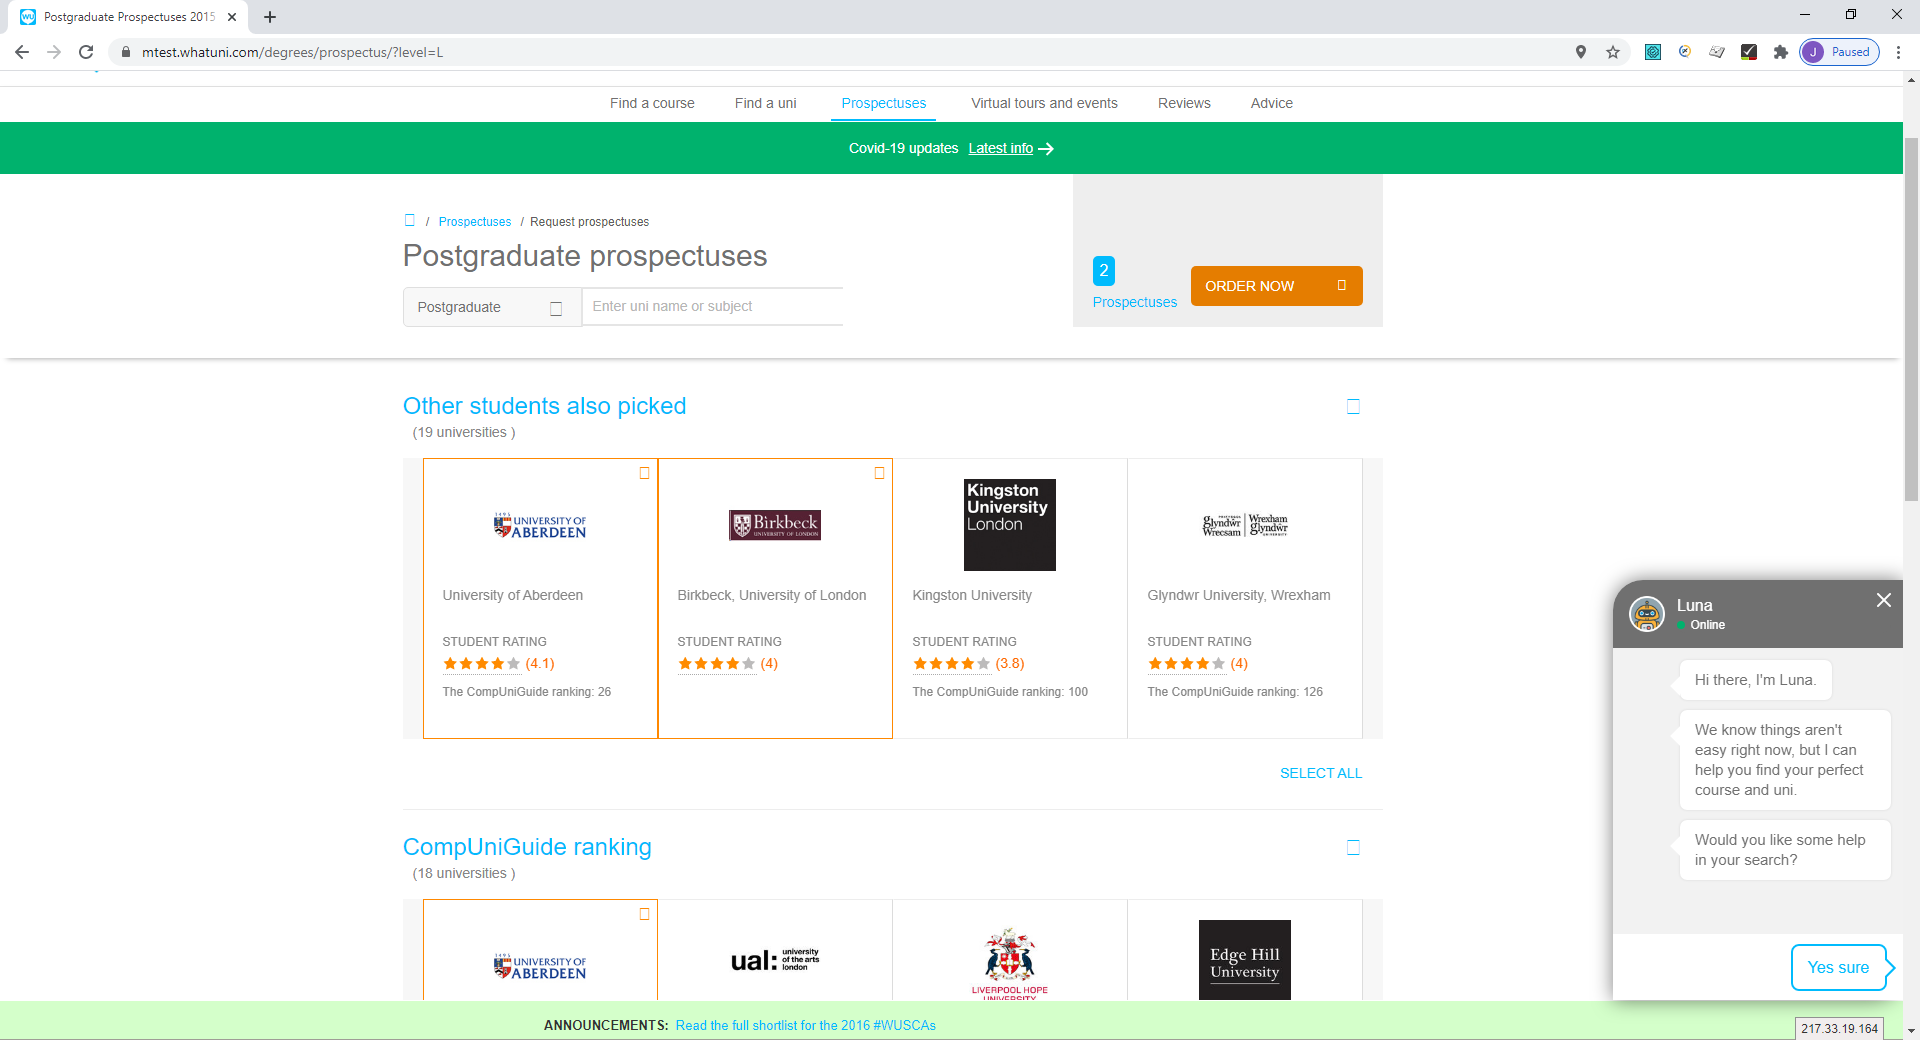 Postgraduate Prospectuses 2015
mtest.whatuni.com/degrees/prospectus/?level=L
J Paused
Find a course
Find a uni
Prospectuses
Virtual tours and events
Reviews
Advice
Covid-19 updates Latest info
/ Prospectuses / Request prospectuses
Postgraduate prospectuses
Postgraduate
Enter uni name or subject
2
Prospectuses
ORDER NOW
Other students also picked
(19 universities )
1495
UNIVERSITY OF
ABERDEEN
Birkbeck
UNIVERSITY OF LONDON
Kingston
University
London
glyndŵr
Wrecsam
Wrexham
glyndŵr
UNIVERSITY
University of Aberdeen
Birkbeck, University of London
Kingston University
Glyndwr University, Wrexham
STUDENT RATING
STUDENT RATING
STUDENT RATING
STUDENT RATING
(4.1)
(4)
(3.8)
(4)
The CompUniGuide ranking: 26
The CompUniGuide ranking: 100
The CompUniGuide ranking: 126
SELECT ALL
CompUniGuide ranking
(18 universities )
1495
UNIVERSITY OF
ABERDEEN
ual:
university
of the arts
london
LIVERPOOL HOPE
UNIVERSITY
Edge Hill
University
ANNOUNCEMENTS: Read the full shortlist for the 2016 #WUSCAs
Luna
Online
Hi there, I'm Luna.
We know things aren't
easy right now, but I can
help you find your perfect
course and uni.
Would you like some help
in your search?
Yes sure
217.33.19.164